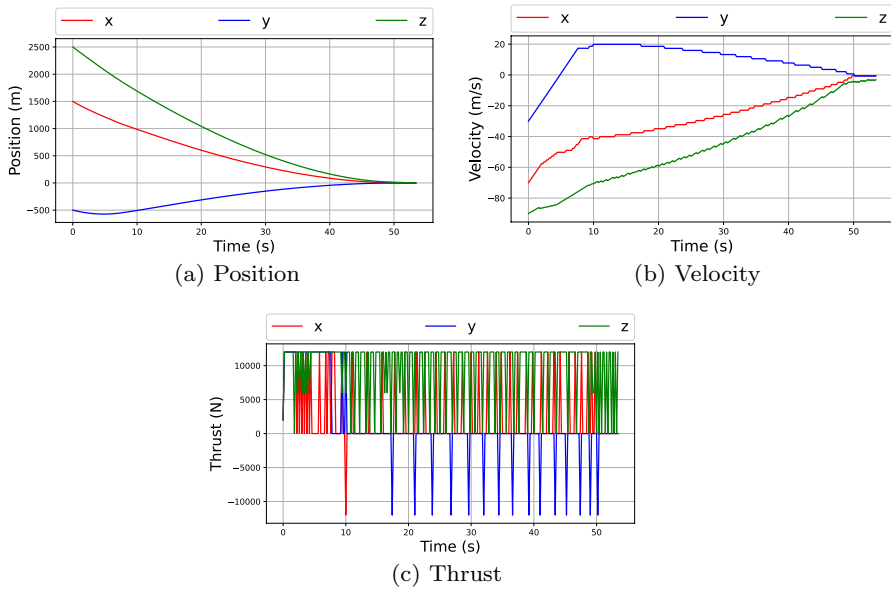 x y z
2500
2000
1500
1000
500
0
−500
Position (m)
0 10 20 30 40 50
Time (s)
(a) Position
x y z
20
0
−20
−40
−60
−80
Velocity (m/s)
0 10 20 30 40 50
Time (s)
(b) Velocity
x y z
10000
5000
0
−5000
−10000
Thrust (N)
0 10 20 30 40 50
Time (s)
(c) Thrust